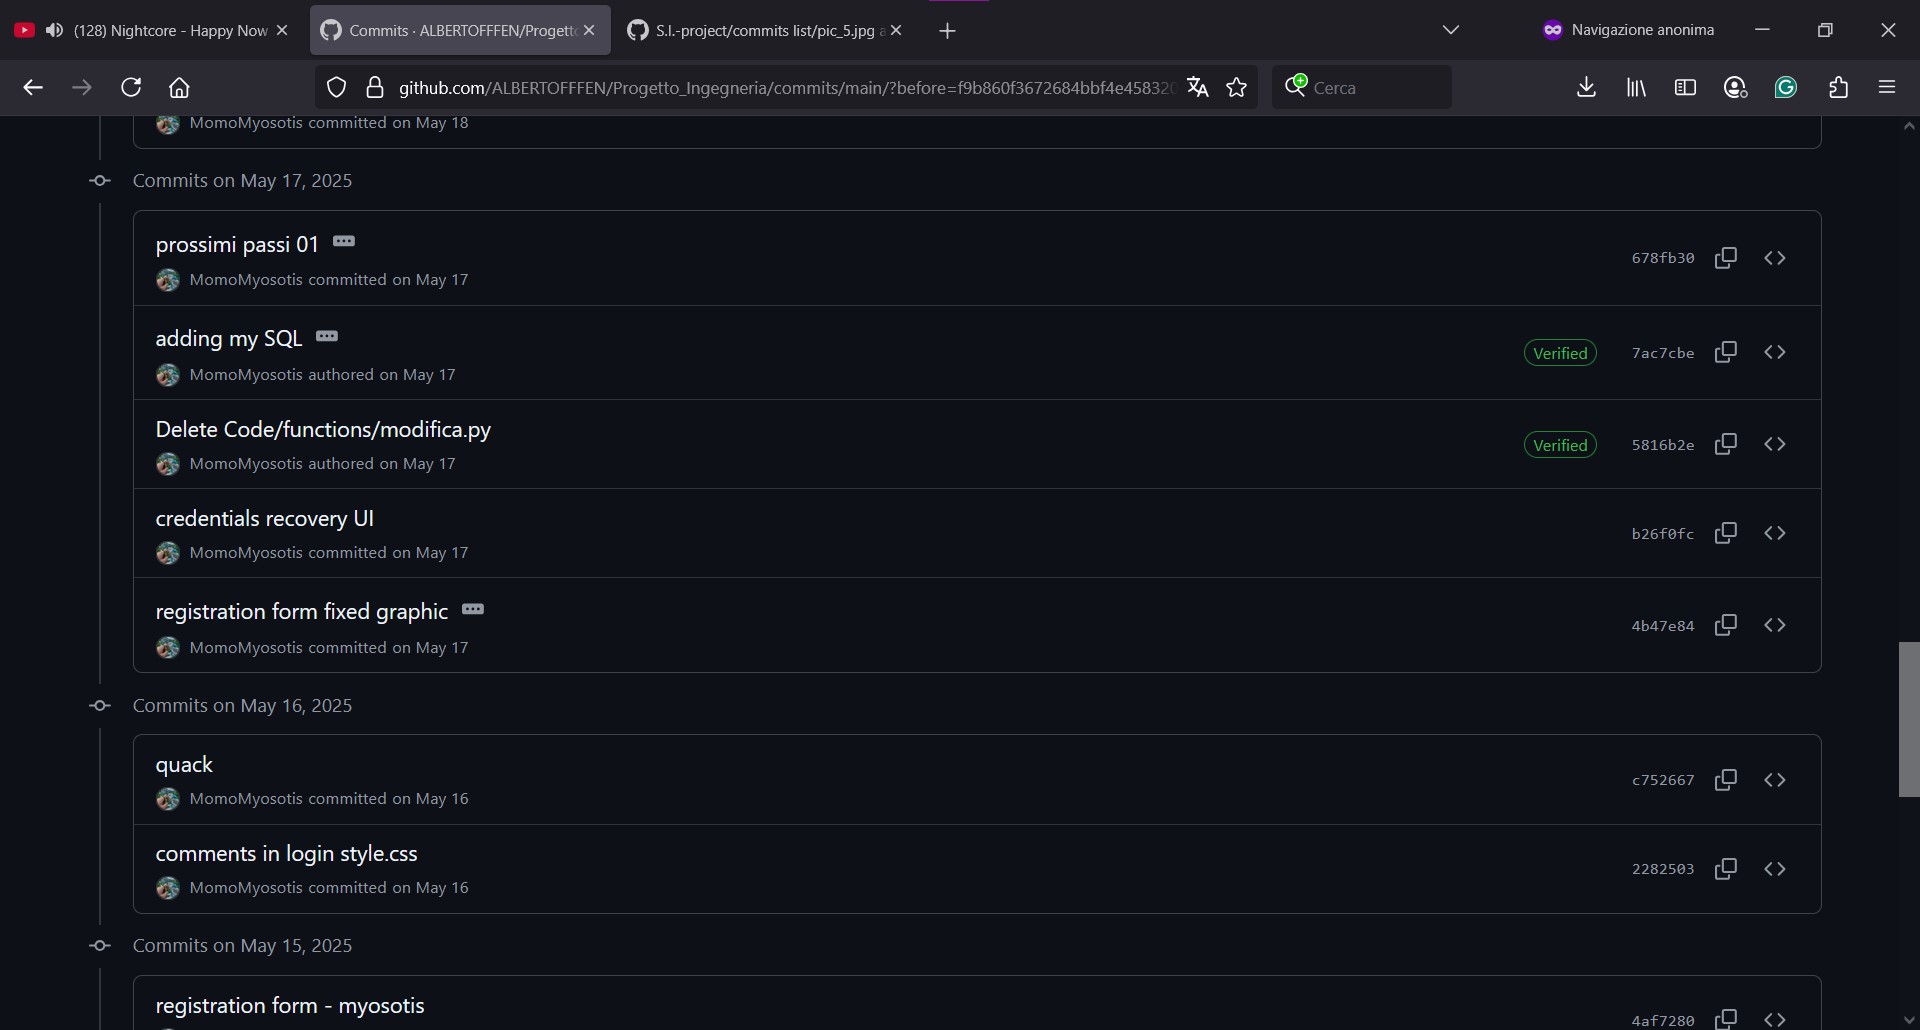 (128) Nightcore - Happy Now
Commits · ALBERTOFFFEN/Progett
S.I.-project/commits list/pic_5.jpg
Navigazione anonima
github.com/ALBERTOFFFEN/Progetto_Ingegneria/commits/main/?before=f9b860f3672684bbf4e458320
Cerca
MomoMyosotis committed on May 18
Commits on May 17, 2025
prossimi passi 01
MomoMyosotis committed on May 17
678fb30
adding my SQL
MomoMyosotis authored on May 17
Verified
7ac7cbe
Delete Code/functions/modifica.py
MomoMyosotis authored on May 17
Verified
5816b2e
credentials recovery UI
MomoMyosotis committed on May 17
b26f0fc
registration form fixed graphic
MomoMyosotis committed on May 17
4b47e84
Commits on May 16, 2025
quack
MomoMyosotis committed on May 16
c752667
comments in login style.css
MomoMyosotis committed on May 16
2282503
Commits on May 15, 2025
registration form - myosotis
4af7280